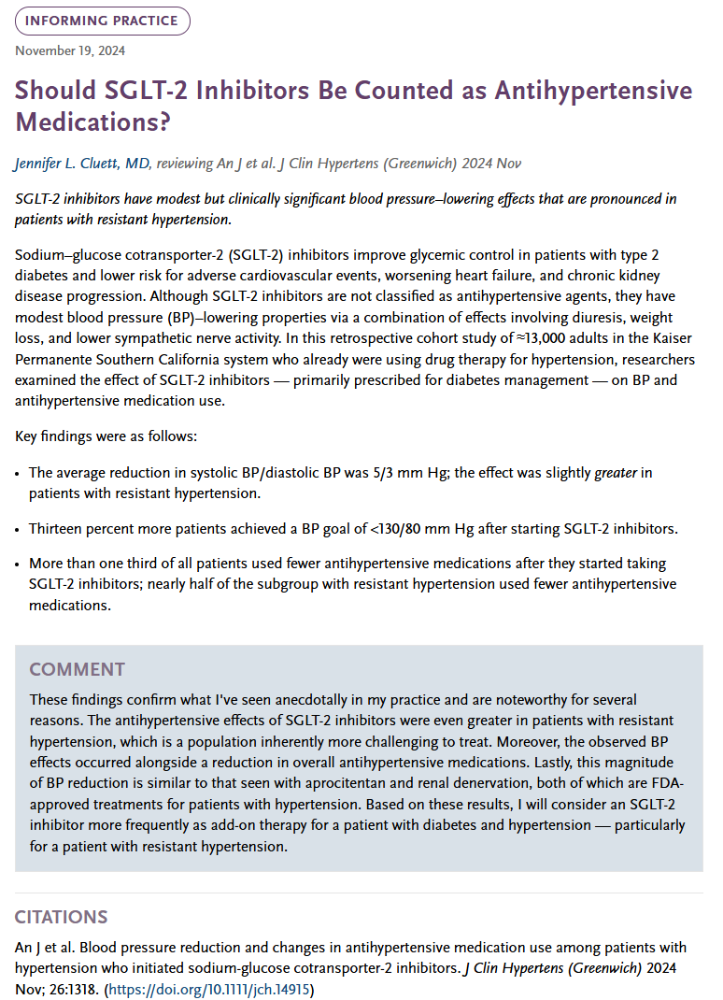 INFORMING PRACTICE
November 19, 2024
Should SGLT-2 Inhibitors Be Counted as Antihypertensive
Medications?
Jennifer L. Cluett, MD, reviewing An J et al. J Clin Hypertens (Greenwich) 2024 Nov
SGLT-2 inhibitors have modest but clinically significant blood pressure–lowering effects that are pronounced in
patients with resistant hypertension.
Sodium–glucose cotransporter-2 (SGLT-2) inhibitors improve glycemic control in patients with type 2
diabetes and lower risk for adverse cardiovascular events, worsening heart failure, and chronic kidney
disease progression. Although SGLT-2 inhibitors are not classified as antihypertensive agents, they have
modest blood pressure (BP)–lowering properties via a combination of effects involving diuresis, weight
loss, and lower sympathetic nerve activity. In this retrospective cohort study of ≈13,000 adults in the Kaiser
Permanente Southern California system who already were using drug therapy for hypertension, researchers
examined the effect of SGLT-2 inhibitors — primarily prescribed for diabetes management — on BP and
antihypertensive medication use.
Key findings were as follows:
• The average reduction in systolic BP/diastolic BP was 5/3 mm Hg; the effect was slightly greater in
patients with resistant hypertension.
• Thirteen percent more patients achieved a BP goal of <130/80 mm Hg after starting SGLT-2 inhibitors.
• More than one third of all patients used fewer antihypertensive medications after they started taking
SGLT-2 inhibitors; nearly half of the subgroup with resistant hypertension used fewer antihypertensive
medications.
COMMENT
These findings confirm what I've seen anecdotally in my practice and are noteworthy for several
reasons. The antihypertensive effects of SGLT-2 inhibitors were even greater in patients with resistant
hypertension, which is a population inherently more challenging to treat. Moreover, the observed BP
effects occurred alongside a reduction in overall antihypertensive medications. Lastly, this magnitude
of BP reduction is similar to that seen with aprocitentan and renal denervation, both of which are FDA-
approved treatments for patients with hypertension. Based on these results, I will consider an SGLT-2
inhibitor more frequently as add-on therapy for a patient with diabetes and hypertension — particularly
for a patient with resistant hypertension.
CITATIONS
An J et al. Blood pressure reduction and changes in antihypertensive medication use among patients with
hypertension who initiated sodium-glucose cotransporter-2 inhibitors. J Clin Hypertens (Greenwich) 2024
Nov; 26:1318. (https://doi.org/10.1111/jch.14915)